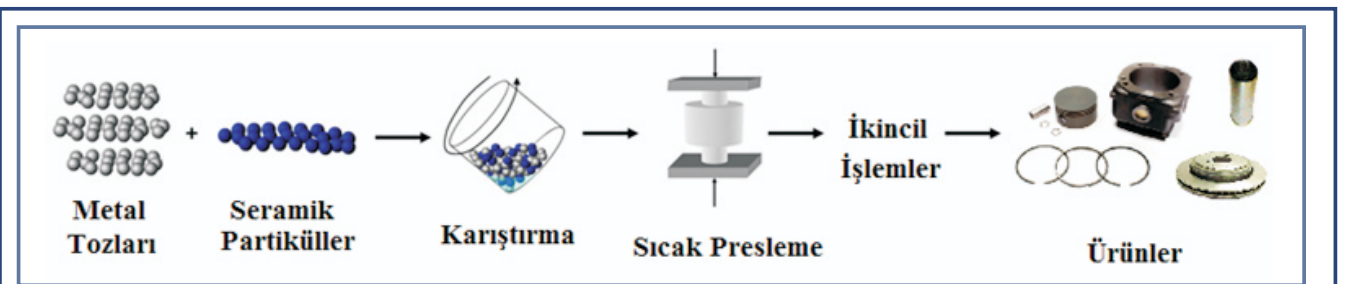 +
Metal
Tozları
Seramik
Partiküller
Karıştırma
Sıcak Presleme
İkincil
İşlemler
Ürünler